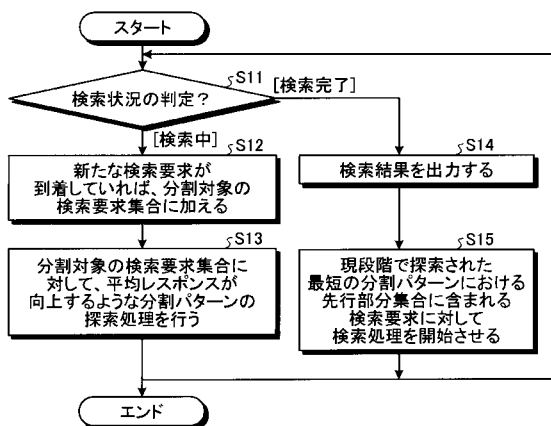 スタート
S11
検索状況の判定？
[検索完了]
[検索中]
S12
新たな検索要求が
到着していれば、分割対象の
検索要求集合に加える
S14
検索結果を出力する
S13
分割対象の検索要求集合に
対して、平均レスポンスが
向上するような分割パターンの
探索処理を行う
S15
現段階で探索された
最短の分割パターンにおける
先行部分集合に含まれる
検索要求に対して
検索処理を開始させる
エンド